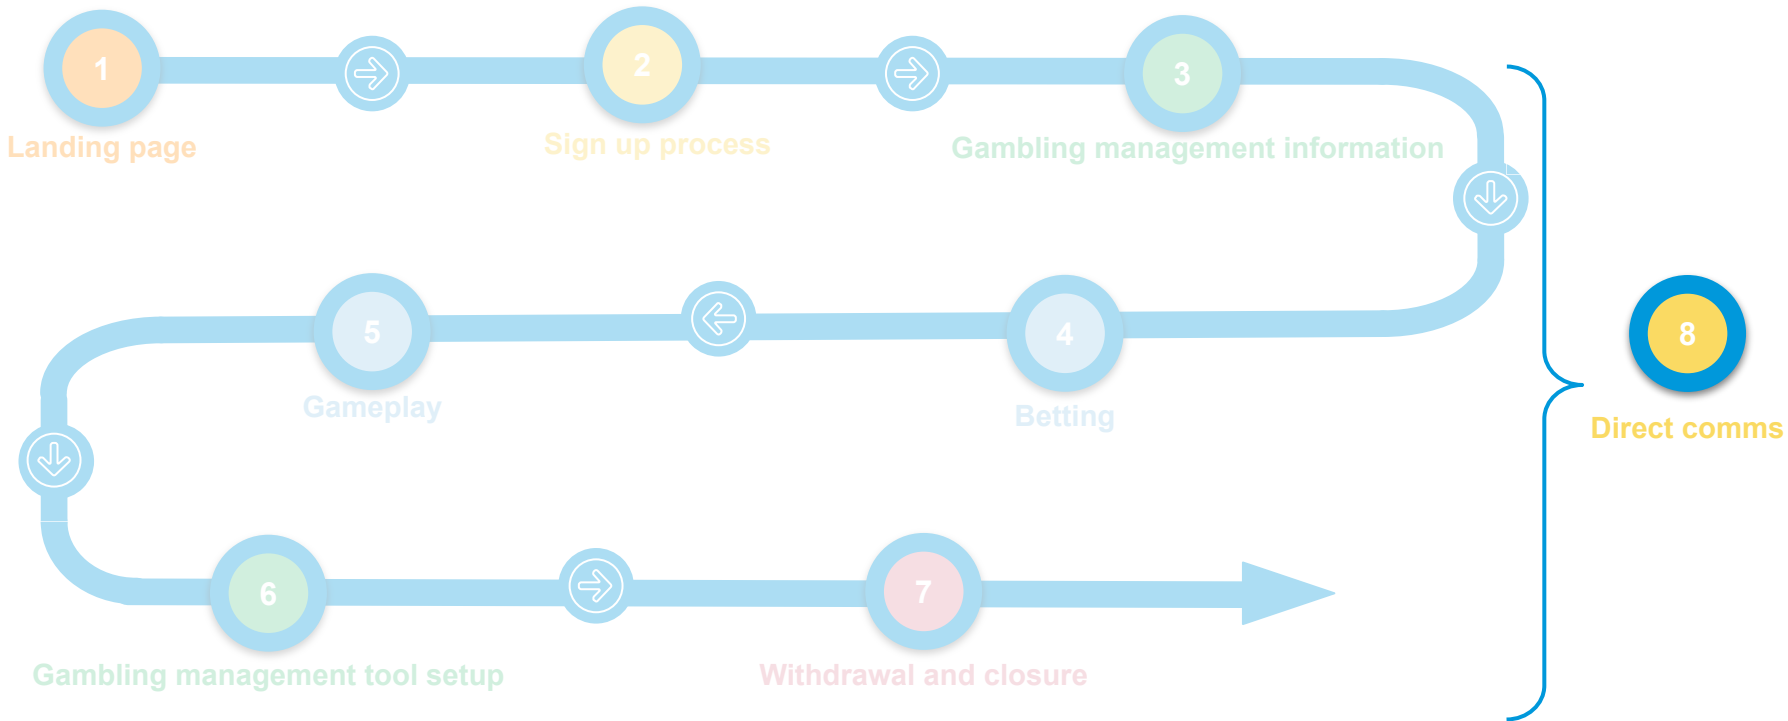 1
Landing page
2
Sign up process
3
Gambling management information
4
Betting
5
Gameplay
6
Gambling management tool setup
7
Withdrawal and closure
8
Direct comms